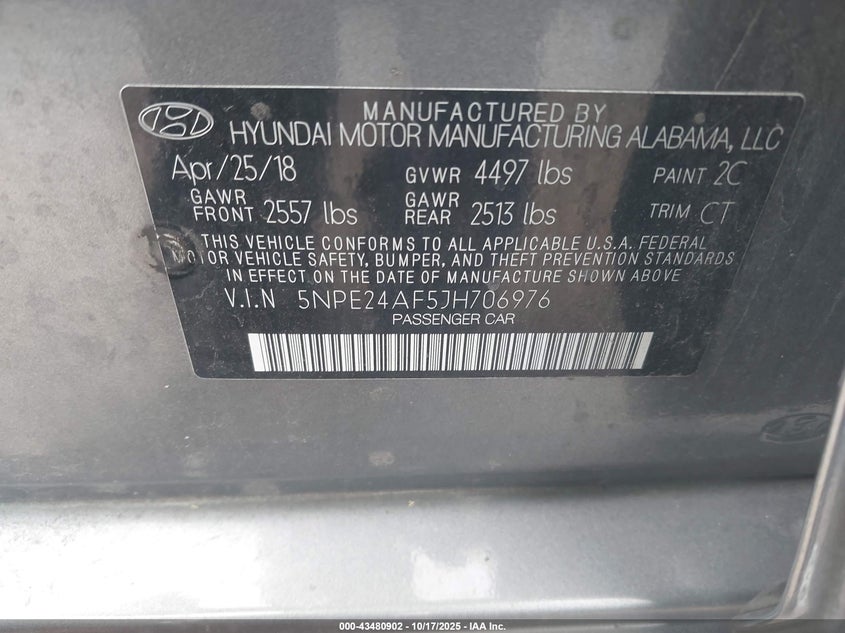 MANUFACTURED BY
HYUNDAI MOTOR MANUFACTURING ALABAMA, LLC
Apr/25/18 GVWR 4497 lbs PAINT 2C
GAWR FRONT 2557 lbs GAWR REAR 2513 lbs TRIM CT
THIS VEHICLE CONFORMS TO ALL APPLICABLE U.S.A. FEDERAL
MOTOR VEHICLE SAFETY, BUMPER, AND THEFT PREVENTION STANDARDS
IN EFFECT ON THE DATE OF MANUFACTURE SHOWN ABOVE
V.I.N 5NPE24AF5JH706976
PASSENGER CAR
000-43480902 - 10/17/2025 - IAA Inc.